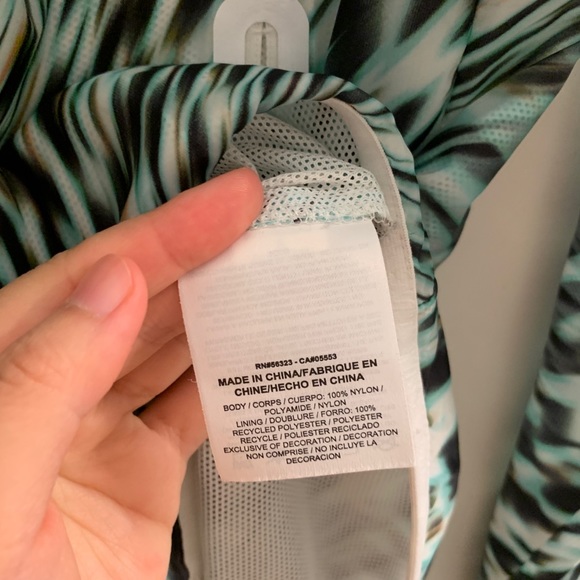 RN#56323 - CA#05553
MADE IN CHINA/FABRIQUE EN
CHINE/HECHO EN CHINA
BODY / CORPS / CUERPO: 100% NYLON /
POLYAMIDE / NYLON
LINING / DOUBLURE / FORRO: 100%
RECYCLED POLYESTER / POLYESTER
RECYCLE / POLIESTER RECICLADO
EXCLUSIVE OF DECORATION / DECORATION
NON COMPRISE / NO INCLUYE LA
DECORACION